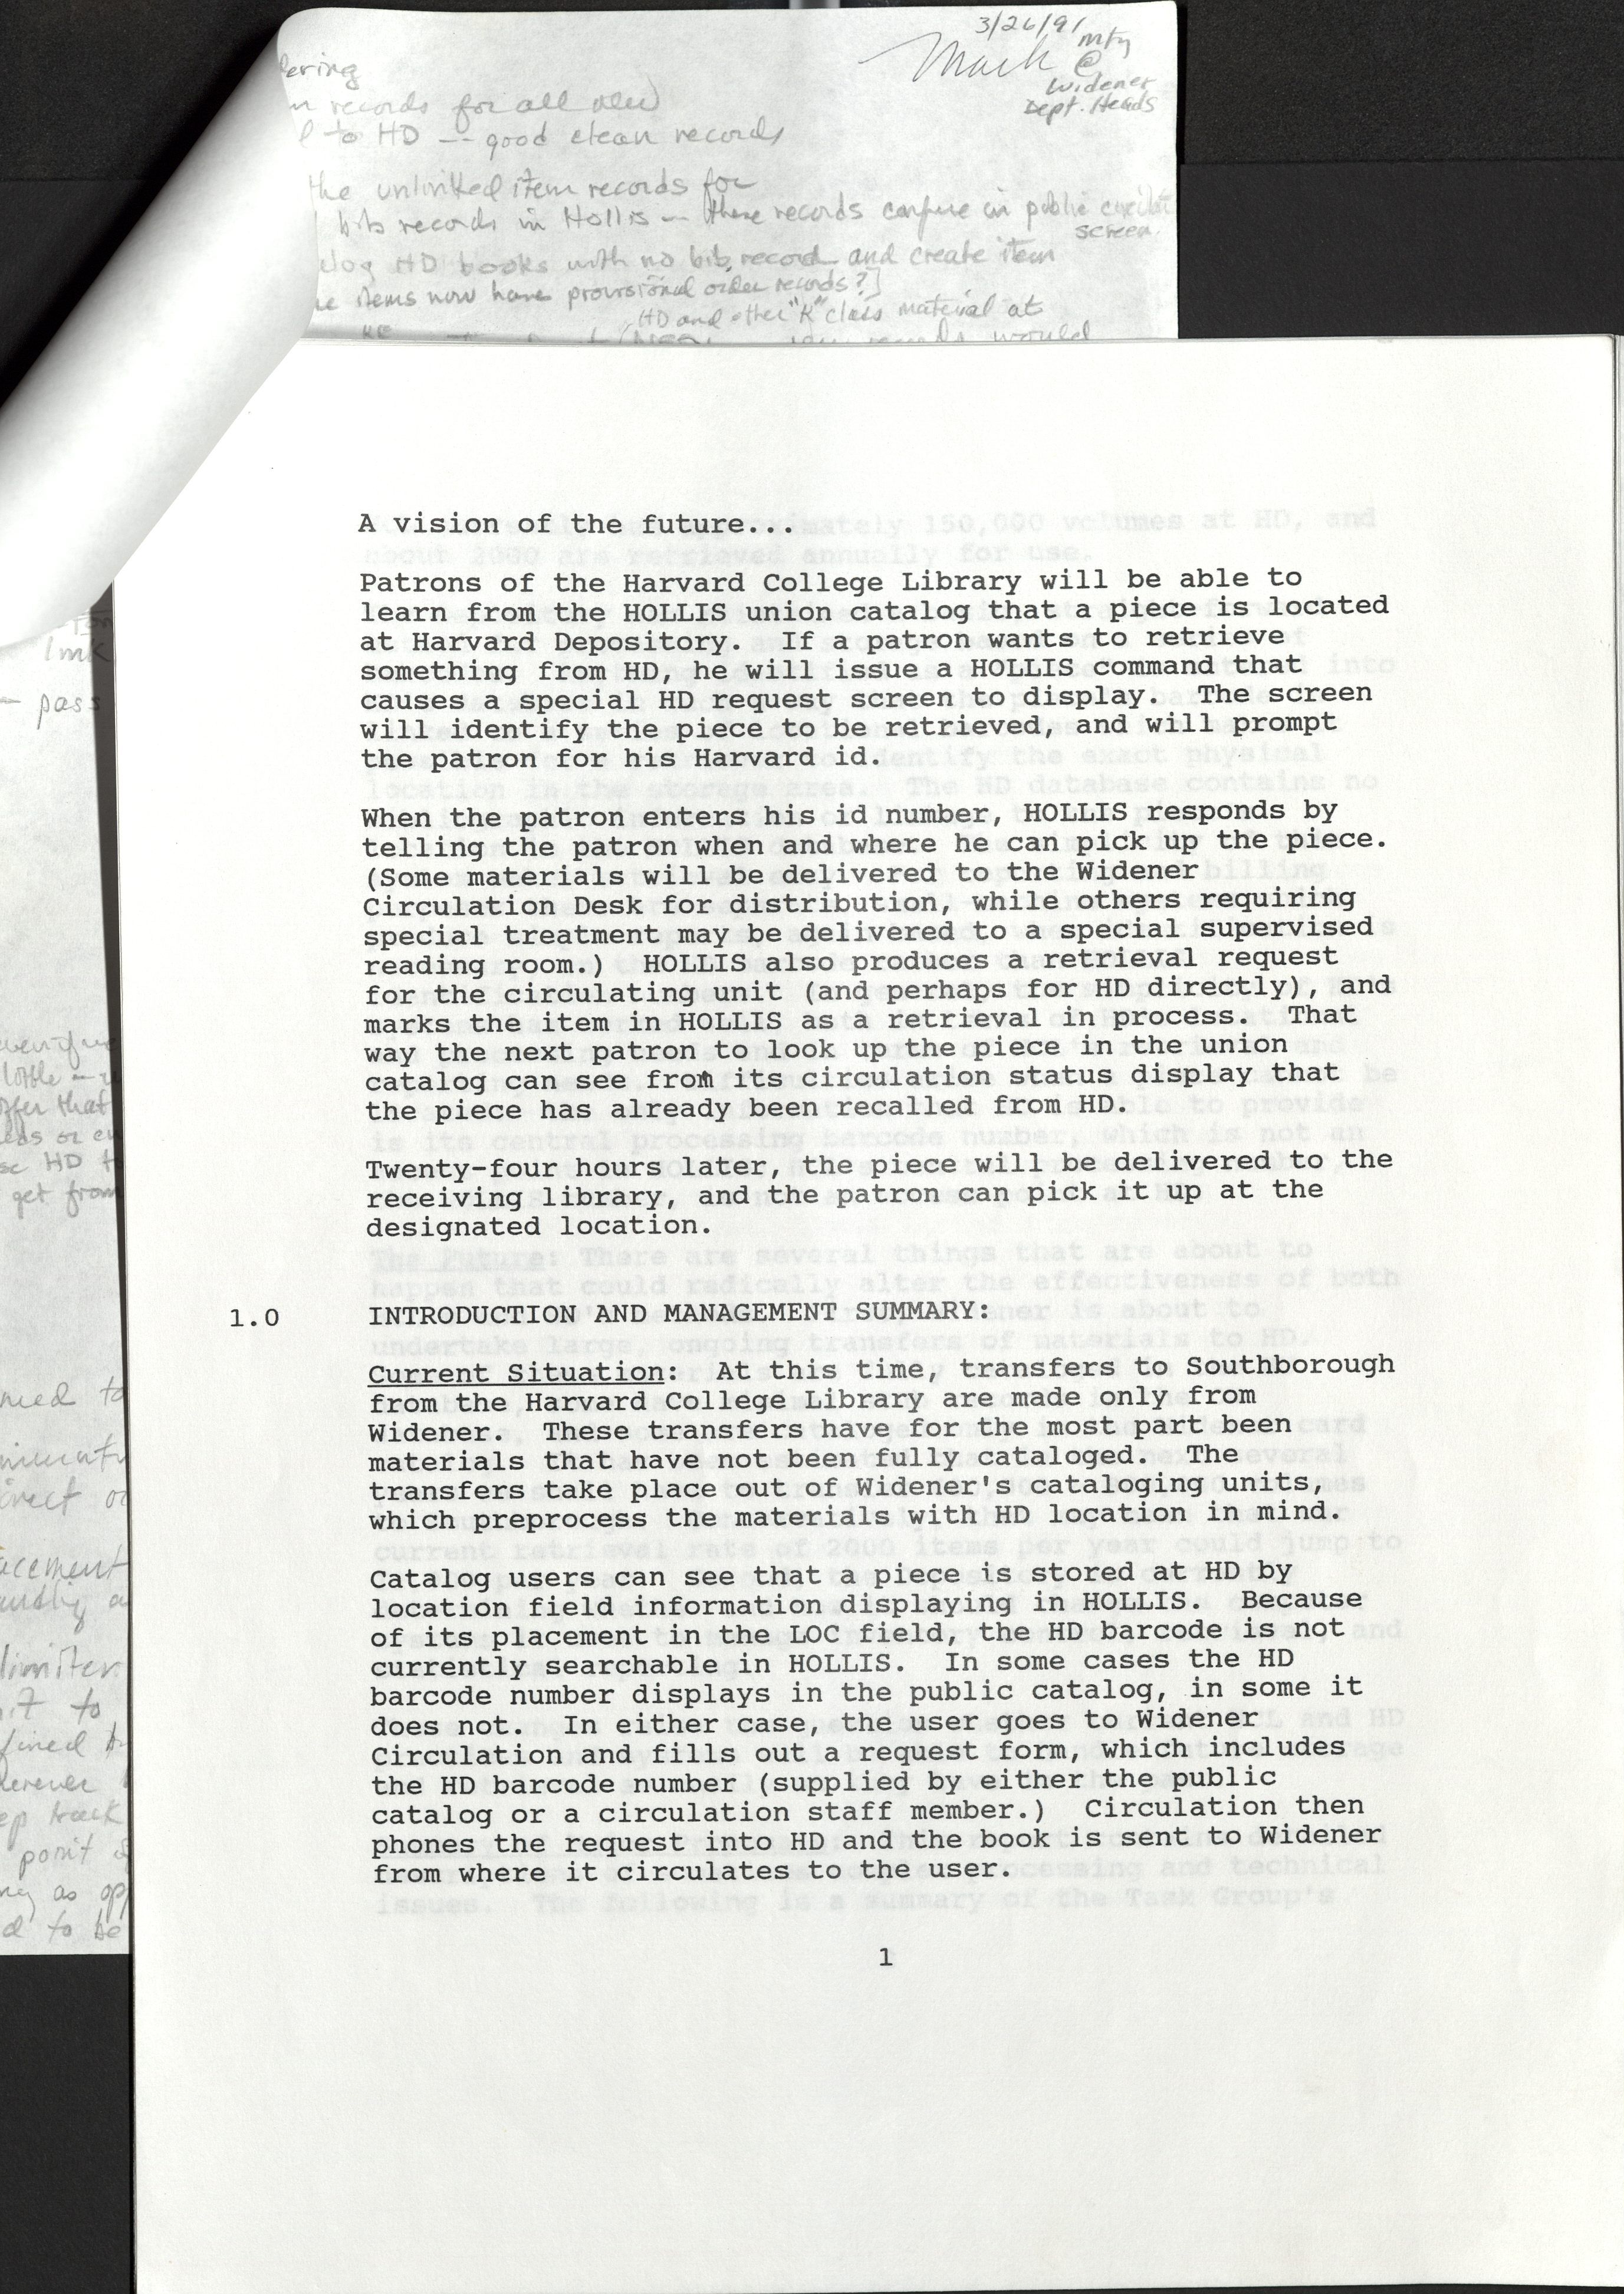 3/26/91
Mark mtg
@
Widener
Dept. Heads
records for all
to HD -- good clean records
the unlinked item records for
bib records in Hollis -- these records confuse in public
screen.
HD books with no bib record and create item
items now have provisional order records?]
HD and other "K" class material at
records would
pass
offer that
HD
get from
need to
to
track
point
as
to be
A vision of the future...
Patrons of the Harvard College Library will be able to
learn from the HOLLIS union catalog that a piece is located
at Harvard Depository. If a patron wants to retrieve
something from HD, he will issue a HOLLIS command that
causes a special HD request screen to display. The screen
will identify the piece to be retrieved, and will prompt
the patron for his Harvard id.
When the patron enters his id number, HOLLIS responds by
telling the patron when and where he can pick up the piece.
(Some materials will be delivered to the Widener
Circulation Desk for distribution, while others requiring
special treatment may be delivered to a special supervised
reading room.) HOLLIS also produces a retrieval request
for the circulating unit (and perhaps for HD directly), and
marks the item in HOLLIS as a retrieval in process. That
way the next patron to look up the piece in the union
catalog can see from its circulation status display that
the piece has already been recalled from HD.
Twenty-four hours later, the piece will be delivered to the
receiving library, and the patron can pick it up at the
designated location.
1.0 INTRODUCTION AND MANAGEMENT SUMMARY:
Current Situation: At this time, transfers to Southborough
from the Harvard College Library are made only from
Widener. These transfers have for the most part been
materials that have not been fully cataloged. The
transfers take place out of Widener's cataloging units,
which preprocess the materials with HD location in mind.
Catalog users can see that a piece is stored at HD by
location field information displaying in HOLLIS. Because
of its placement in the LOC field, the HD barcode is not
currently searchable in HOLLIS. In some cases the HD
barcode number displays in the public catalog, in some it
does not. In either case, the user goes to Widener
Circulation and fills out a request form, which includes
the HD barcode number (supplied by either the public
catalog or a circulation staff member.) Circulation then
phones the request into HD and the book is sent to Widener
from where it circulates to the user.
1